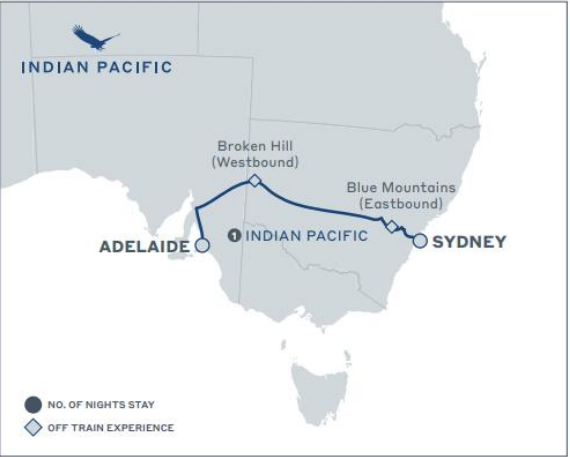 INDIAN PACIFIC
Broken Hill
(Westbound)
Blue Mountains
(Eastbound)
1 INDIAN PACIFIC
ADELAIDE
SYDNEY
NO. OF NIGHTS STAY
OFF TRAIN EXPERIENCE